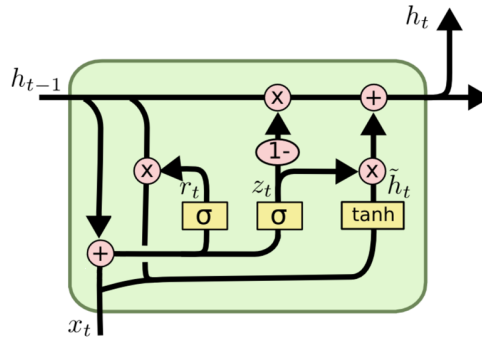 h_t
h_{t-1}
x
+
1-
x
r_t
z_t
x
h̃_t
σ
σ
tanh
+
x_t